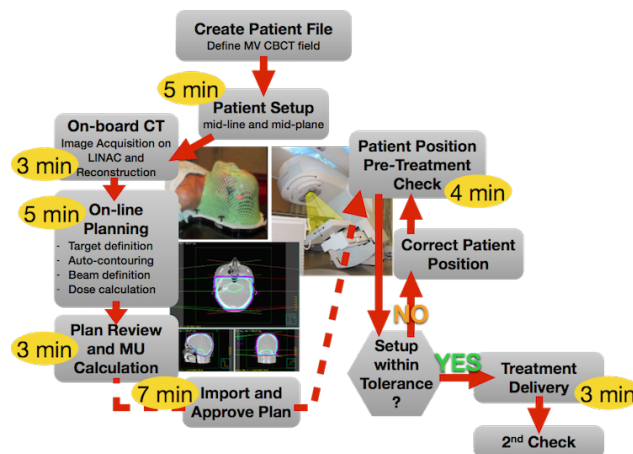 Create Patient File
Define MV CBCT field
5 min
Patient Setup
mid-line and mid-plane
On-board CT
Image Acquisition on
LINAC and
Reconstruction
3 min
5 min
On-line
Planning
- Target definition
- Auto-contouring
- Beam definition
- Dose calculation
Plan Review
and MU
Calculation
3 min
7 min
Import and
Approve Plan
Patient Position
Pre-Treatment
Check
4 min
Correct Patient
Position
NO
Setup
within
Tolerance
?
YES
Treatment
Delivery
3 min
2nd Check